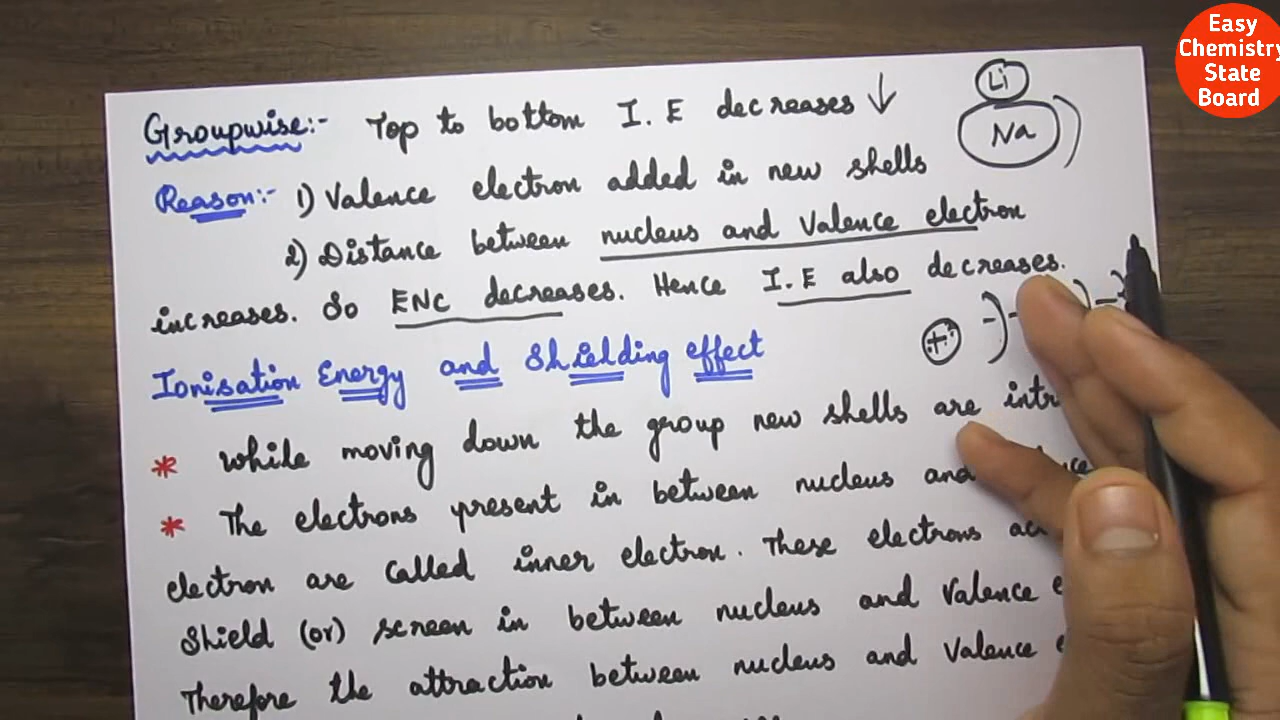 Easy
Chemistry
State
Board
Groupwise:- Top to bottom I.E decreases ↓
Li
Na
Reason:- 1) Valence electron added in new shells
2) Distance between nucleus and valence electron
increases. So ENC decreases. Hence I.E also decreases.
Ionisation Energy and Shielding effect
* While moving down the group new shells are intr
* The electrons present in between nucleus and
electron are called inner electron. These electrons ac
Shield (or) screen in between nucleus and valence e
Therefore the attraction between nucleus and valence e